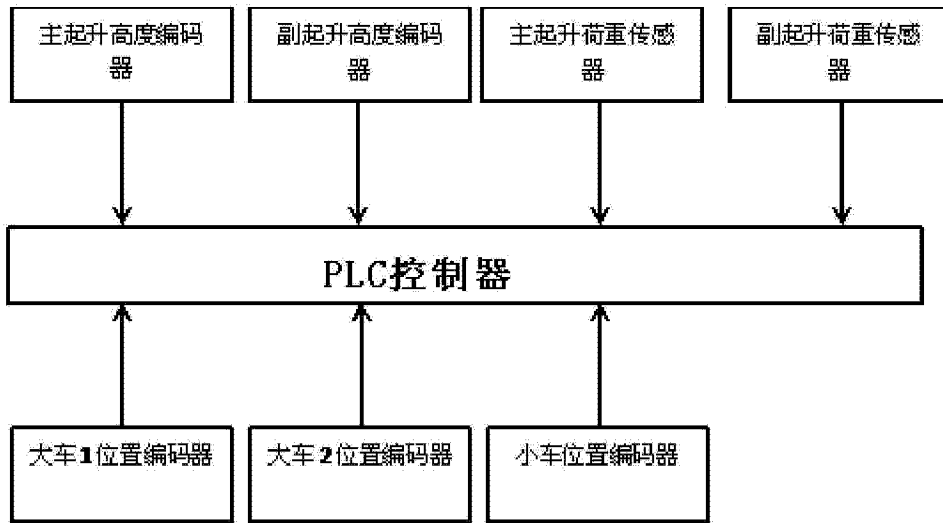 主起升高度编码
器
副起升高度编码
器
主起升荷重传感
器
副起升荷重传感
器
PLC控制器
大车1位置编码器
大车2位置编码器
小车位置编码器